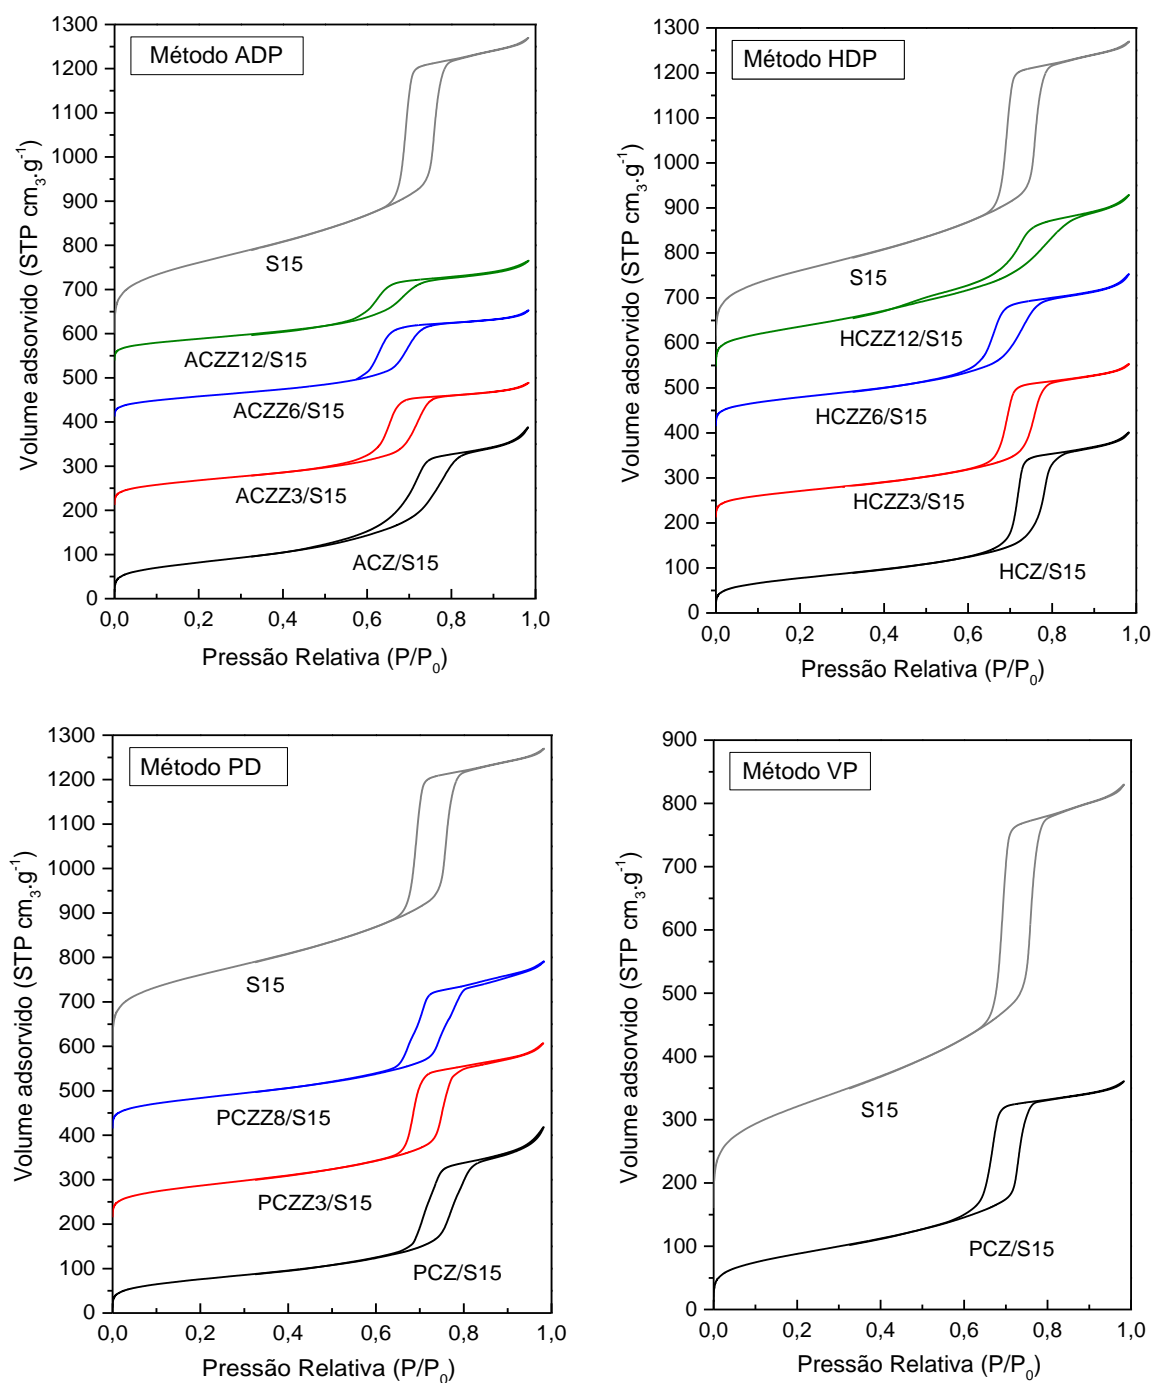 Método ADP
Volume adsorvido (STP cm3.g-1)
1300
1200
1100
1000
900
800
700
600
500
400
300
200
100
0
S15
ACZZ12/S15
ACZZ6/S15
ACZZ3/S15
ACZ/S15
0,0 0,2 0,4 0,6 0,8 1,0
Pressão Relativa (P/P0)
Método HDP
Volume adsorvido (STP cm3.g-1)
1300
1200
1100
1000
900
800
700
600
500
400
300
200
100
0
S15
HCZZ12/S15
HCZZ6/S15
HCZZ3/S15
HCZ/S15
0,0 0,2 0,4 0,6 0,8 1,0
Pressão Relativa (P/P0)
Método PD
Volume adsorvido (STP cm3.g-1)
1300
1200
1100
1000
900
800
700
600
500
400
300
200
100
0
S15
PCZZ8/S15
PCZZ3/S15
PCZ/S15
0,0 0,2 0,4 0,6 0,8 1,0
Pressão Relativa (P/P0)
Método VP
Volume adsorvido (STP cm3.g-1)
900
800
700
600
500
400
300
200
100
0
S15
PCZ/S15
0,0 0,2 0,4 0,6 0,8 1,0
Pressão Relativa (P/P0)